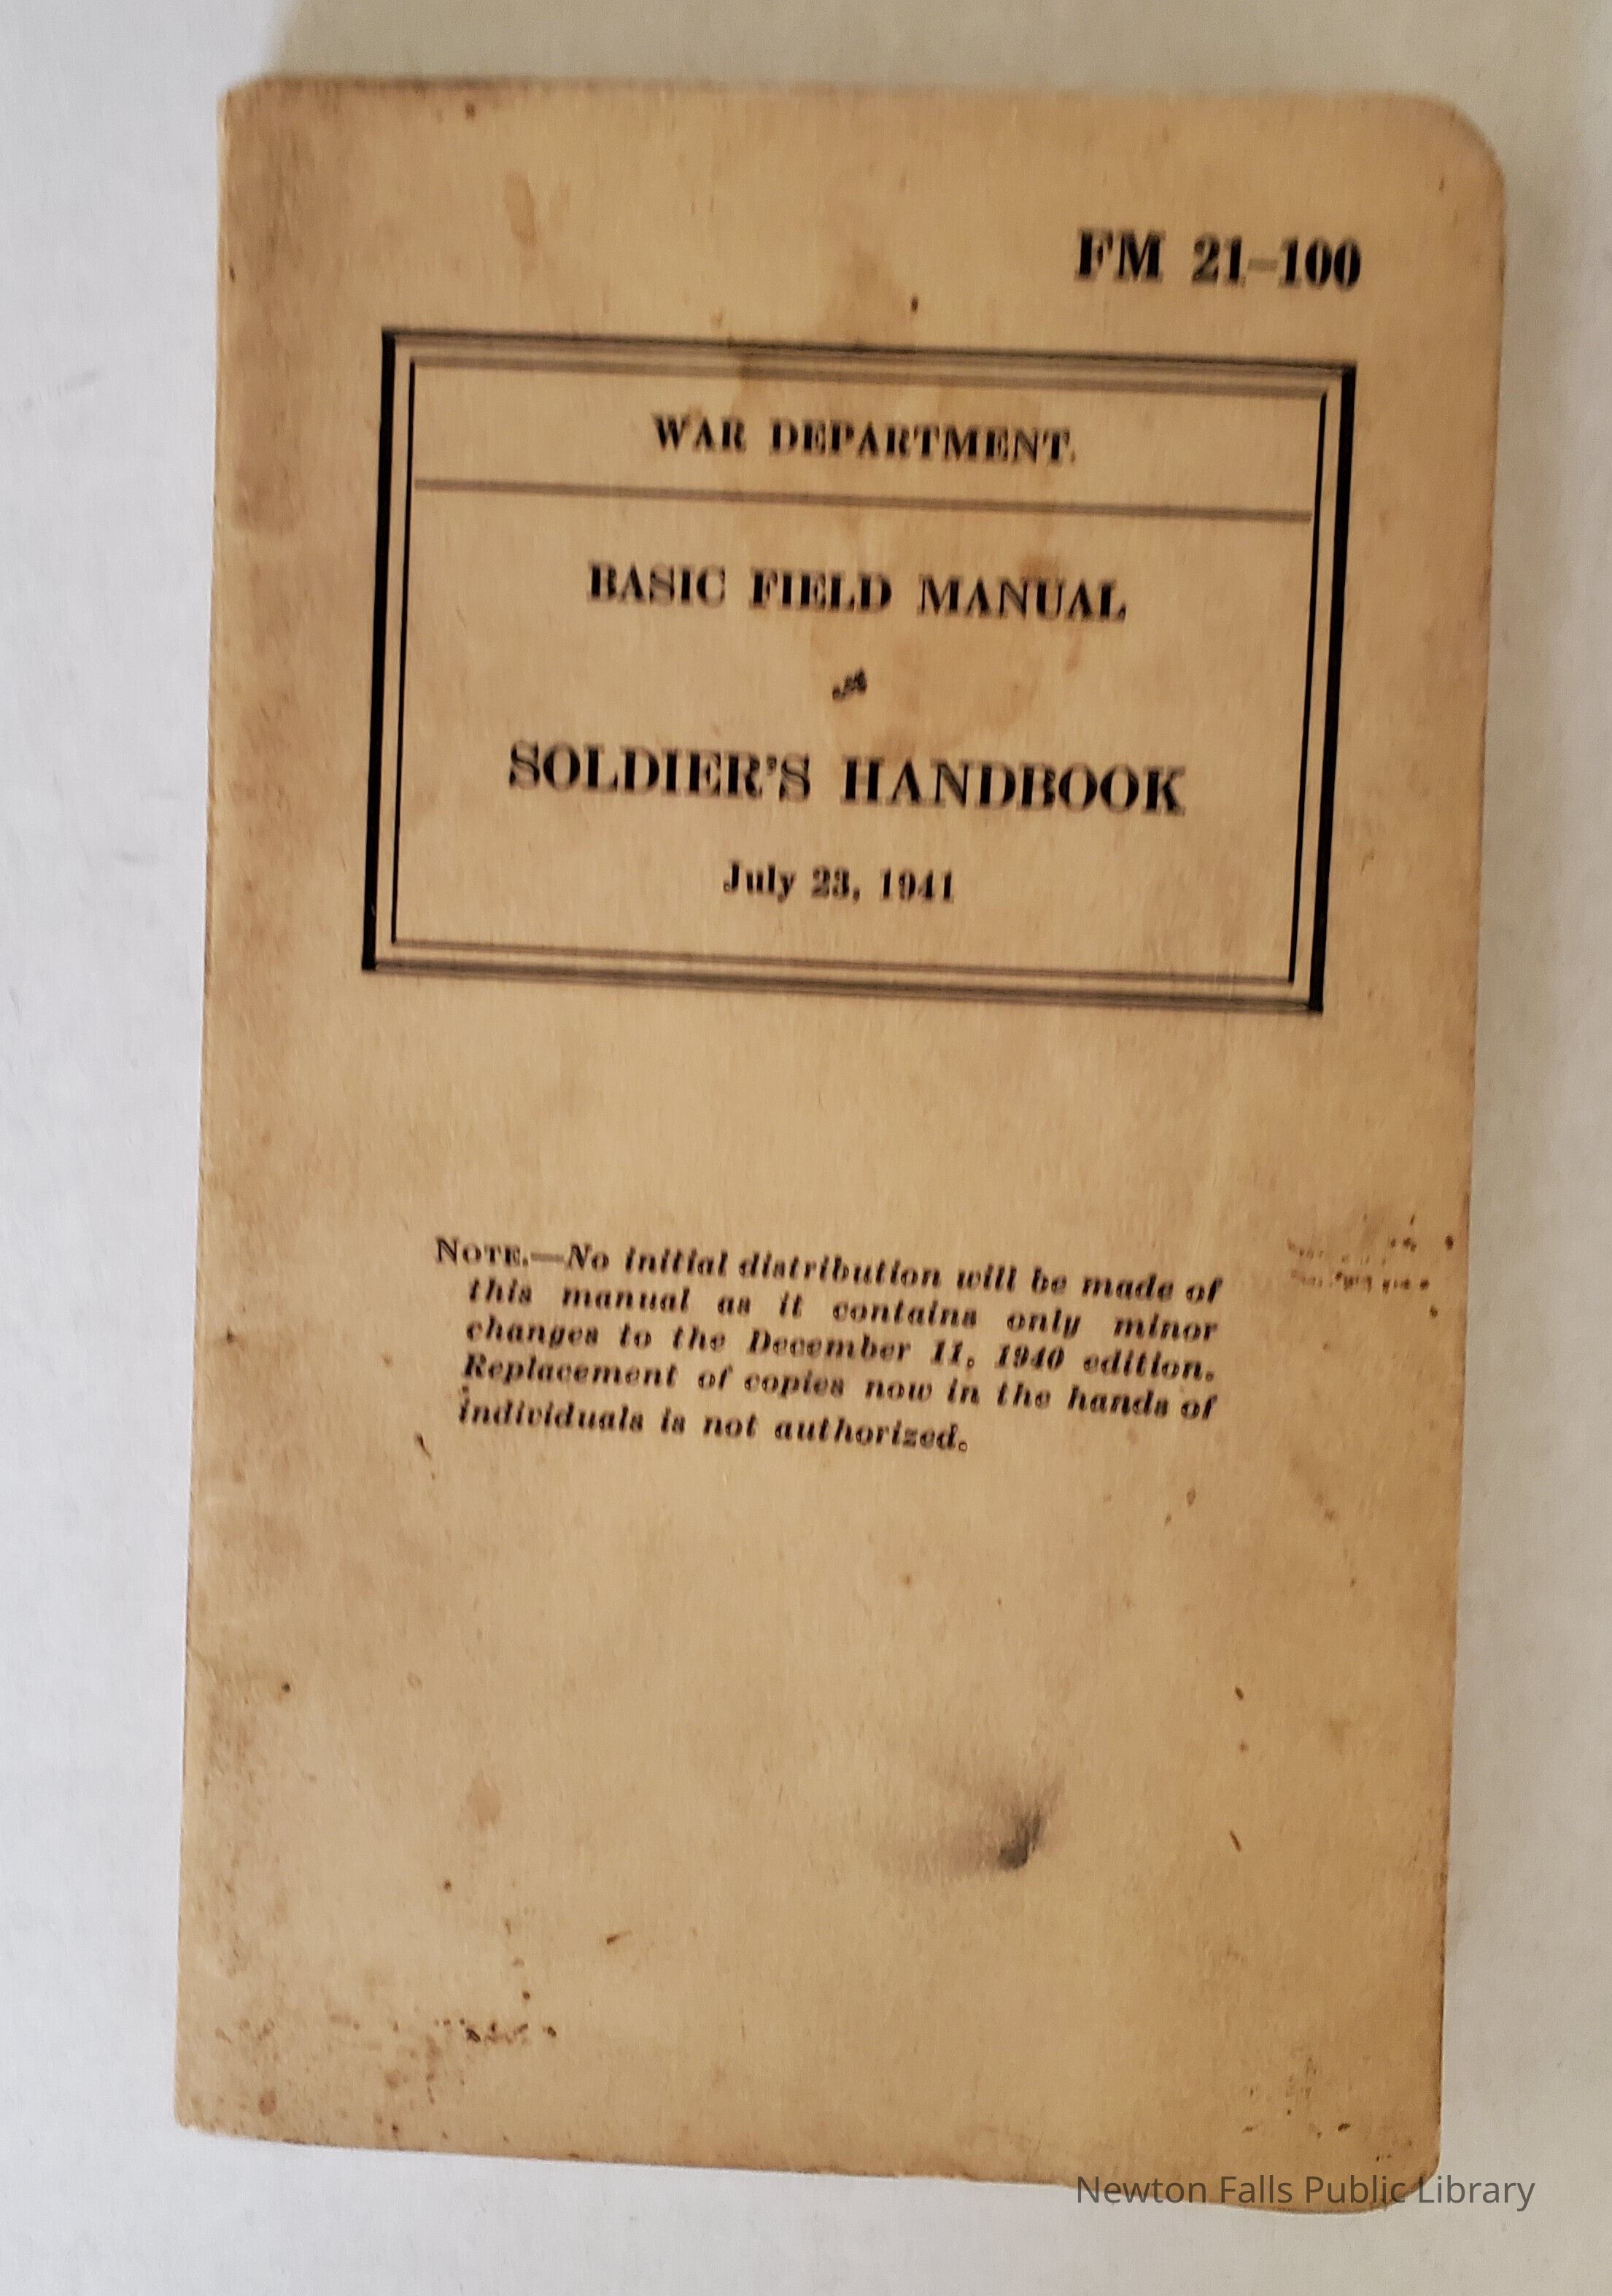 FM 21–100
WAR DEPARTMENT
BASIC FIELD MANUAL
SOLDIER'S HANDBOOK
July 23, 1941
NOTE.—No initial distribution will be made of
this manual as it contains only minor
changes to the December 11, 1940 edition.
Replacement of copies now in the hands of
individuals is not authorized.
Newton Falls Public Library